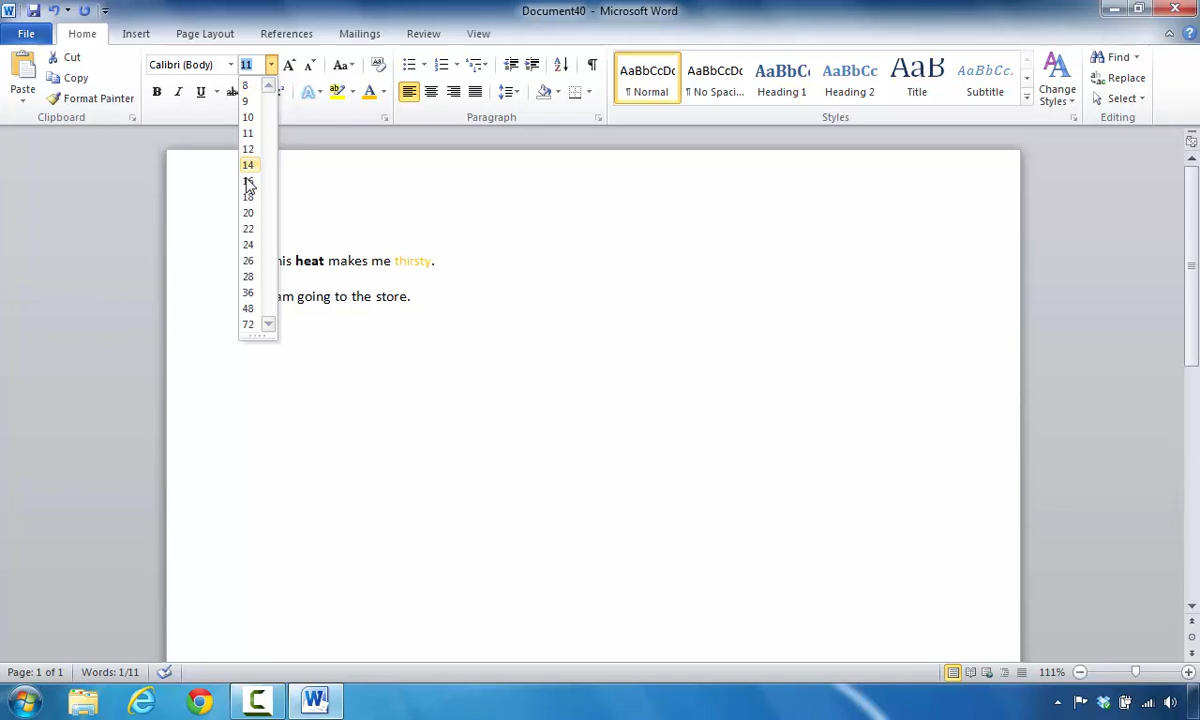 Document40 - Microsoft Word
File Home Insert Page Layout References Mailings Review View
Paste
Cut
Copy
Format Painter
Clipboard
Calibri (Body) 11
Aa
B I U abc
Paragraph
AaBbCcDc
¶ Normal
AaBbCcDc
¶ No Spaci...
AaBbC
Heading 1
AaBbCc
Heading 2
AaB
Title
AaBbCc.
Subtitle
Change
Styles
Styles
Find
Replace
Select
Editing
8
9
10
11
12
14
16
18
20
22
24
26
28
36
48
72
his heat makes me thirsty.
am going to the store.
Page: 1 of 1 Words: 1/11 111%